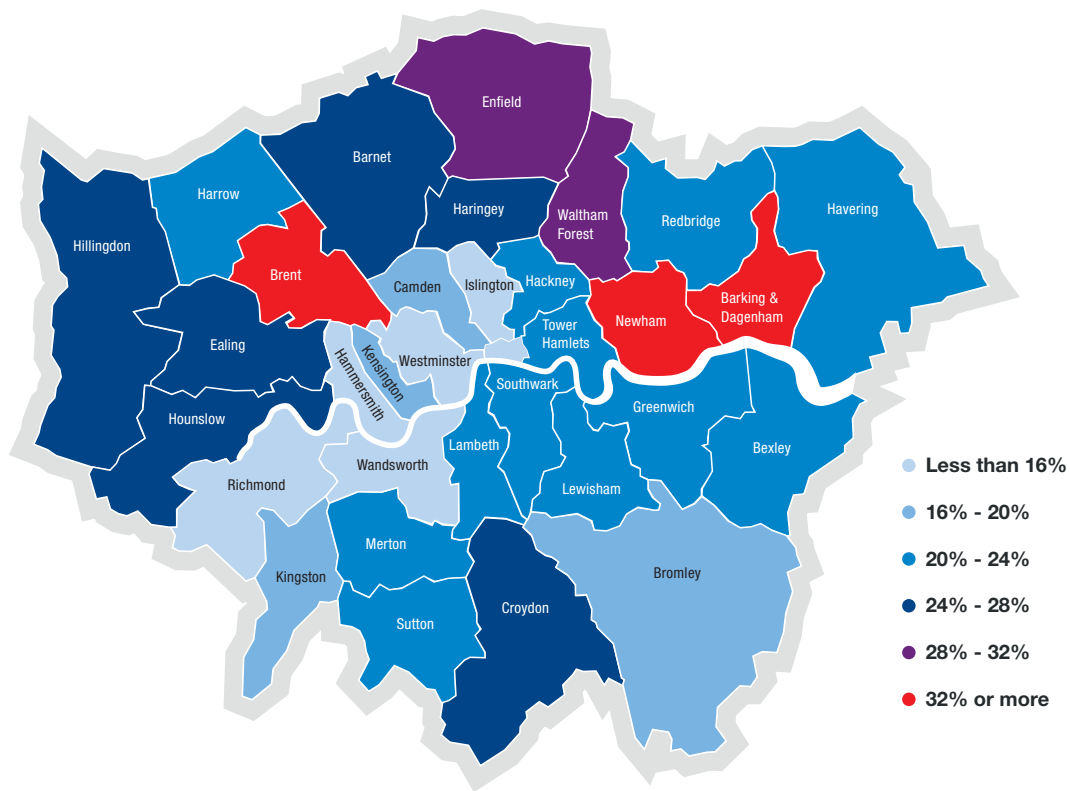 Enfield
Barnet
Harrow
Haringey
Waltham
Forest
Redbridge
Havering
Hillingdon
Brent
Camden
Islington
Hackney
Newham
Barking &
Dagenham
Ealing
Tower
Hamlets
Hammersmith
Kensington
Westminster
Southwark
Greenwich
Hounslow
Lambeth
Bexley
Richmond
Wandsworth
Lewisham
Merton
Kingston
Bromley
Sutton
Croydon
Less than 16%
16% - 20%
20% - 24%
24% - 28%
28% - 32%
32% or more